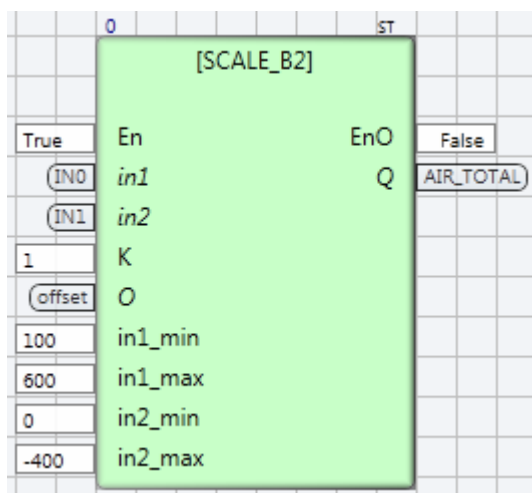 0 ST
[SCALE_B2]
True En EnO False
IN0 in1 Q AIR_TOTAL
IN1 in2
1 K
offset O
100 in1_min
600 in1_max
0 in2_min
-400 in2_max